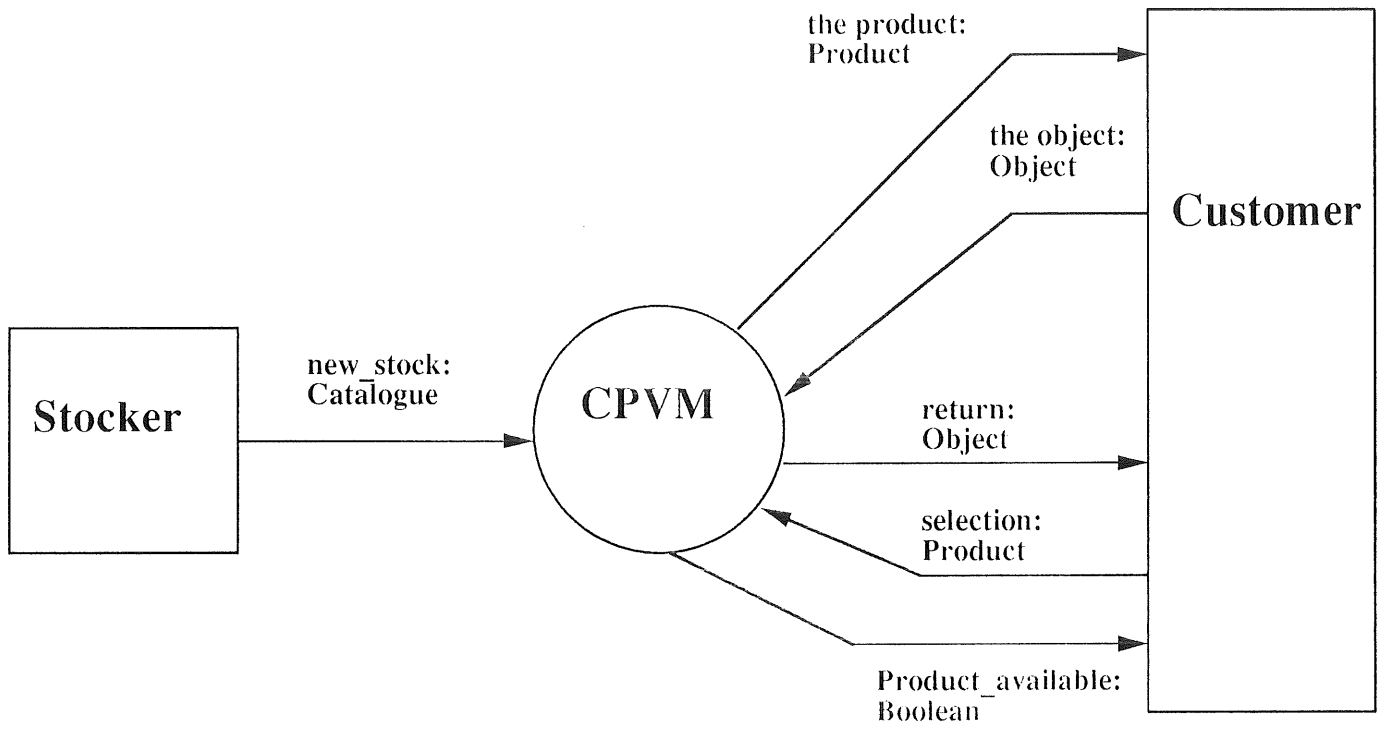 the product:
Product
the object:
Object
Customer
new_stock:
Catalogue
Stocker
CPVM
return:
Object
selection:
Product
Product_available:
Boolean